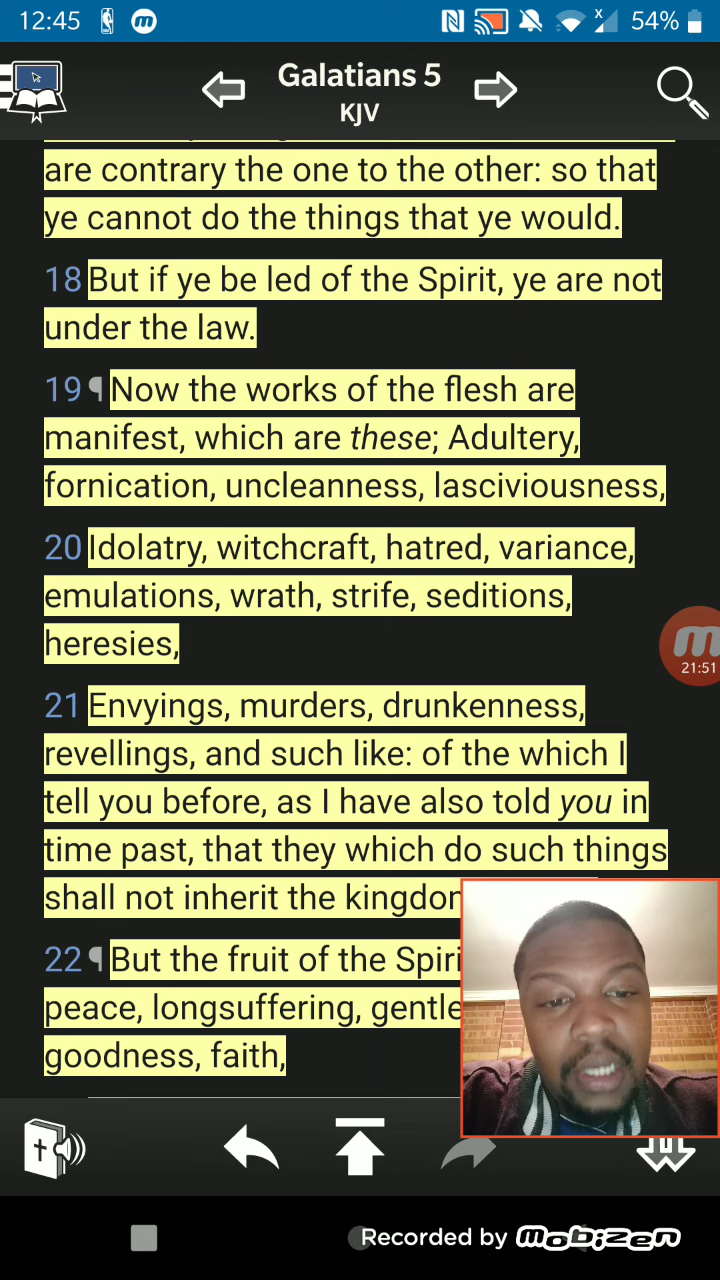 12:45
x
54%
Galatians 5
KJV
are contrary the one to the other: so that
ye cannot do the things that ye would.
18 But if ye be led of the Spirit, ye are not
under the law.
19 ¶ Now the works of the flesh are
manifest, which are these; Adultery,
fornication, uncleanness, lasciviousness,
20 Idolatry, witchcraft, hatred, variance,
emulations, wrath, strife, seditions,
heresies,
m
21:51
21 Envyings, murders, drunkenness,
revellings, and such like: of the which I
tell you before, as I have also told you in
time past, that they which do such things
shall not inherit the
22 ¶ But the fruit of the
peace, longsuffering,
goodness, faith,
Recorded by Mobizen